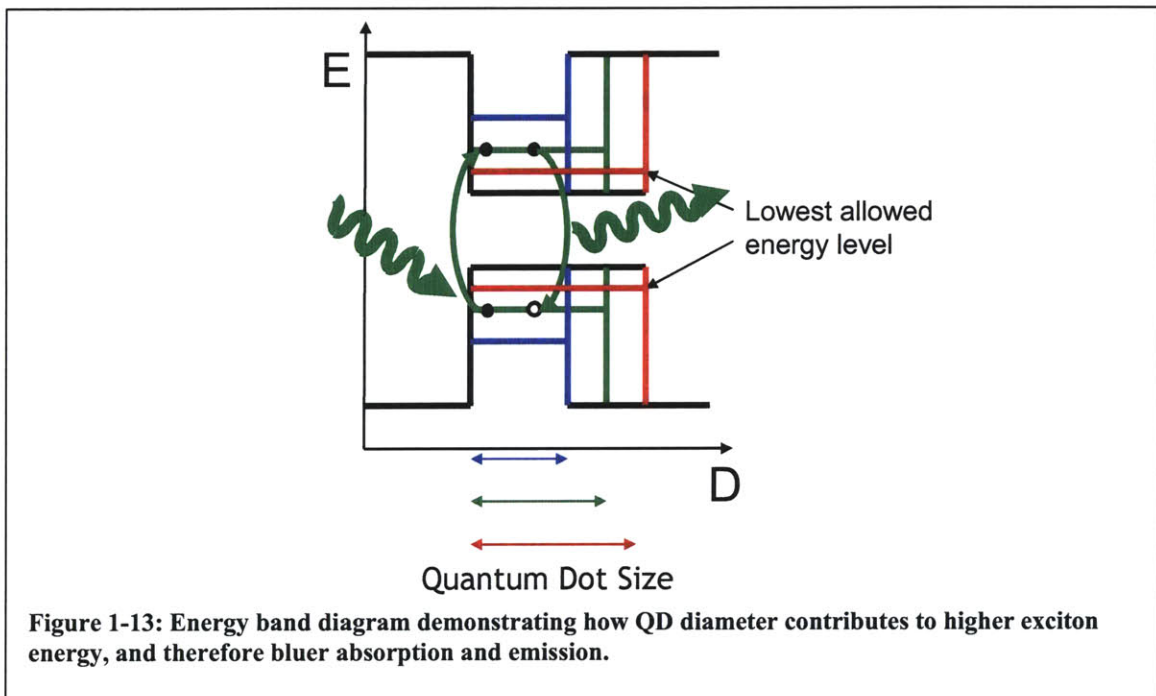 E
Lowest allowed
energy level
D
Quantum Dot Size
Figure 1-13: Energy band diagram demonstrating how QD diameter contributes to higher exciton
energy, and therefore bluer absorption and emission.